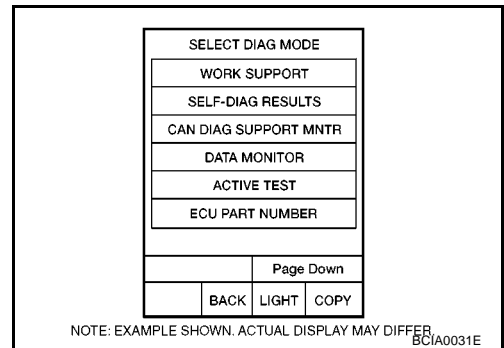 SELECT DIAG MODE
WORK SUPPORT
SELF-DIAG RESULTS
CAN DIAG SUPPORT MNTR
DATA MONITOR
ACTIVE TEST
ECU PART NUMBER
Page Down
BACK LIGHT COPY
NOTE: EXAMPLE SHOWN. ACTUAL DISPLAY MAY DIFFER.
BCIA0031E